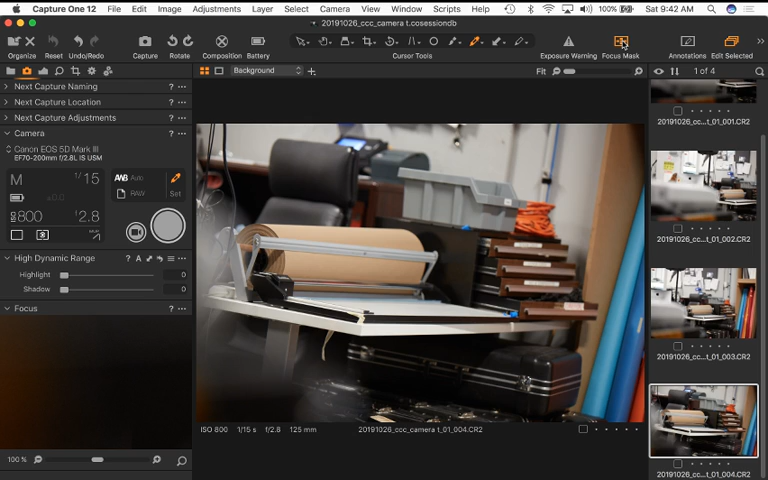 Capture One 12 File Edit Image Adjustments Layer Select Camera View Window Scripts Help 100% Sat 9:42 AM
20191026_ccc_camera t.cosessiondb
Organize Reset Undo/Redo Capture Rotate Composition Battery Cursor Tools Exposure Warning Focus Mask Annotations Edit Selected
Background Fit 1 of 4
Next Capture Naming
Next Capture Location
Next Capture Adjustments
Camera
Canon EOS 5D Mark III
EF70-200mm f/2.8L IS USM
M 1/15 AWB Auto
RAW Set
ISO 800 f 2.8
High Dynamic Range
Highlight 0
Shadow 0
Focus
100%
ISO 800 1/15 s f/2.8 125 mm 20191026_ccc_camera t_01_004.CR2
20191026_cc...t_01_001.CR2
20191026_cc...t_01_002.CR2
20191026_cc...t_01_003.CR2
20191026_cc...t_01_004.CR2